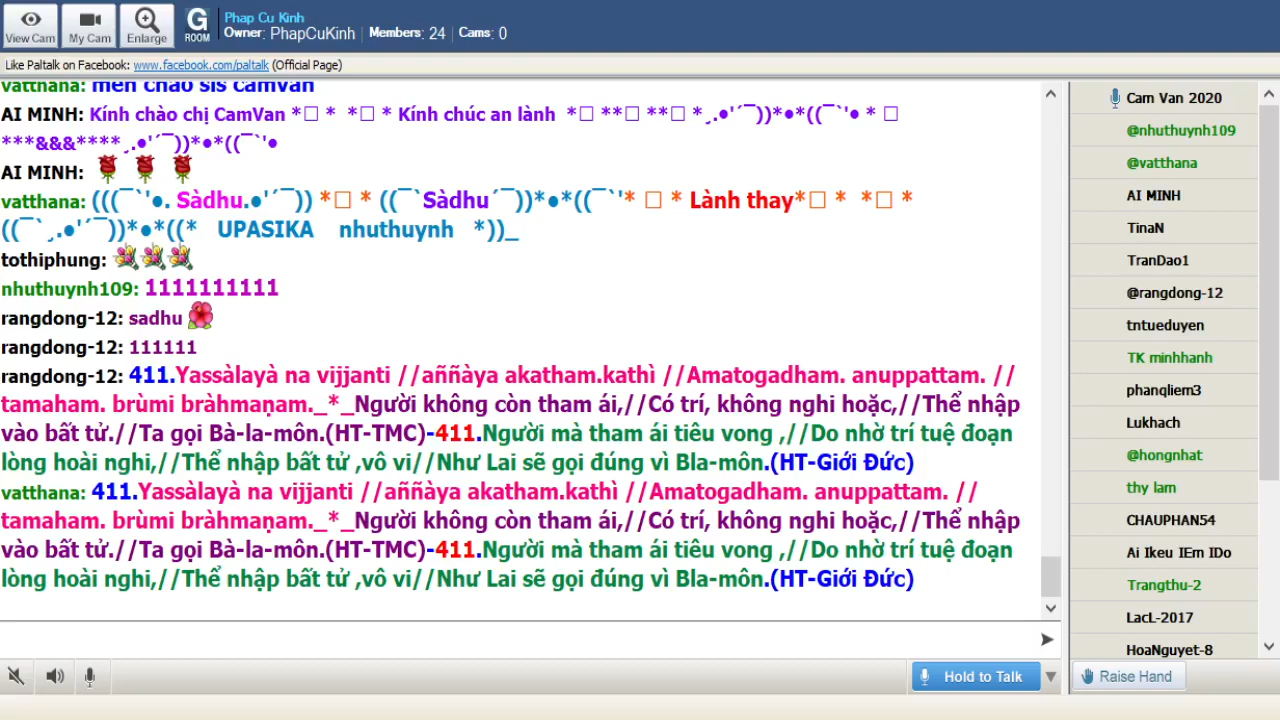 View Cam
My Cam
Enlarge
G
ROOM
Phap Cu Kinh
Owner: PhapCuKinh | Members: 24 | Cams: 0
Like Paltalk on Facebook: www.facebook.com/paltalk (Official Page)
vatthana: mến chào sis camvan
AI MINH: Kính chào chị CamVan *□ *  *□ * Kính chúc an lành  *□ **□ **□ *¸.●'´¯))*●*((¯`'● * □
***&&&****¸.●'´¯))*●*((¯`'●
AI MINH:
vatthana: (((¯`'●. Sàdhu.●'´¯)) *□ * ((¯`Sàdhu´¯))*●*((¯`'* □ * Lành thay*□ *  *□ *
((¯`¸.●'´¯))*●*((*   UPASIKA    nhuthuynh   *))_
tothiphung:
nhuthuynh109: 1111111111
rangdong-12: sadhu
rangdong-12: 111111
rangdong-12: 411.Yassàlayà na vijjanti //aññàya akatham.kathì //Amatogadham. anuppattam. //
tamaham. brùmi bràhmaṇam._*_Người không còn tham ái,//Có trí, không nghi hoặc,//Thể nhập
vào bất tử.//Ta gọi Bà-la-môn.(HT-TMC)-411.Người mà tham ái tiêu vong ,//Do nhờ trí tuệ đoạn
lòng hoài nghi,//Thể nhập bất tử ,vô vi//Như Lai sẽ gọi đúng vì Bla-môn.(HT-Giới Đức)
vatthana: 411.Yassàlayà na vijjanti //aññàya akatham.kathì //Amatogadham. anuppattam. //
tamaham. brùmi bràhmaṇam._*_Người không còn tham ái,//Có trí, không nghi hoặc,//Thể nhập
vào bất tử.//Ta gọi Bà-la-môn.(HT-TMC)-411.Người mà tham ái tiêu vong ,//Do nhờ trí tuệ đoạn
lòng hoài nghi,//Thể nhập bất tử ,vô vi//Như Lai sẽ gọi đúng vì Bla-môn.(HT-Giới Đức)
Hold to Talk
Cam Van 2020
@nhuthuynh109
@vatthana
AI MINH
TinaN
TranDao1
@rangdong-12
tntueduyen
TK minhhanh
phanqliem3
Lukhach
@hongnhat
thy lam
CHAUPHAN54
Ai Ikeu IEm IDo
Trangthu-2
LacL-2017
HoaNguyet-8
Raise Hand